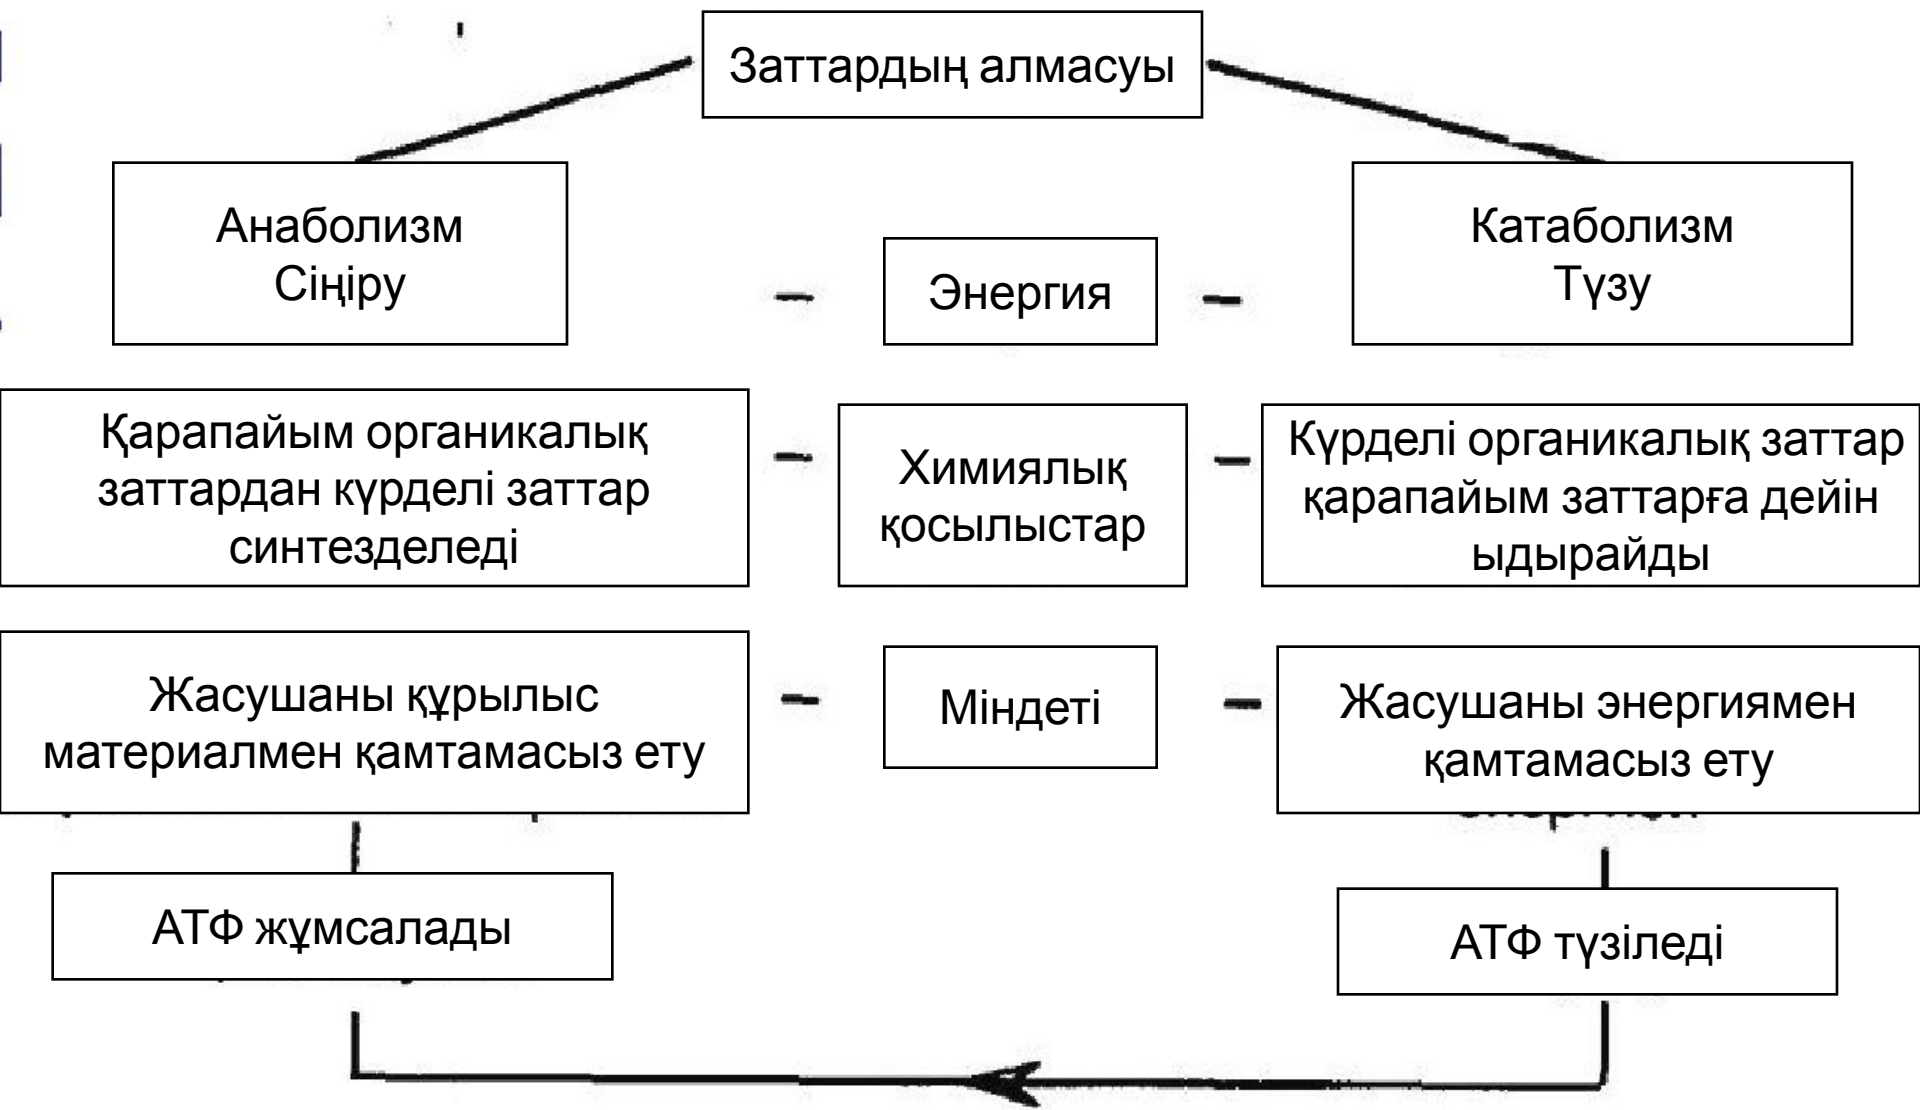 Заттардың алмасуы
Анаболизм
Сіңіру
Энергия
Катаболизм
Түзу
Қарапайым органикалық
заттардан күрделі заттар
синтезделеді
Химиялық
қосылыстар
Күрделі органикалық заттар
қарапайым заттарға дейін
ыдырайды
Жасушаны құрылыс
материалмен қамтамасыз ету
Міндеті
Жасушаны энергиямен
қамтамасыз ету
АТФ жұмсалады
АТФ түзіледі